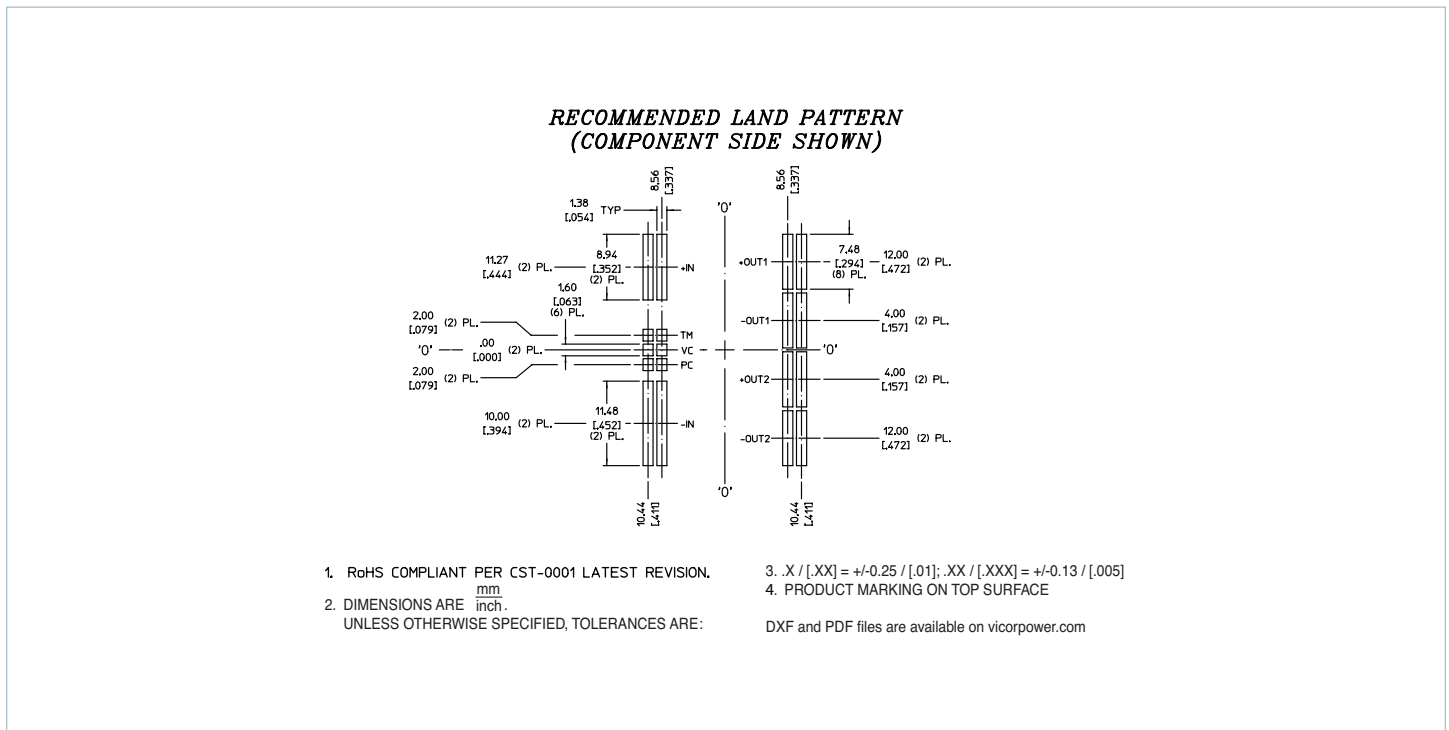 RECOMMENDED LAND PATTERN
(COMPONENT SIDE SHOWN)
8.56
[.337]
8.56
[.337]
1.38
[.054]
TYP
'0'
11.27
[.444]
(2) PL.
8.94
[.352]
(2) PL.
+IN
+OUT1
7.48
[.294]
(8) PL.
12.00
[.472]
(2) PL.
1.60
[.063]
(6) PL.
2.00
[.079]
(2) PL.
TM
-OUT1
4.00
[.157]
(2) PL.
'0'
.00
[.000]
(2) PL.
VC
'0'
2.00
[.079]
(2) PL.
PC
+OUT2
4.00
[.157]
(2) PL.
10.00
[.394]
(2) PL.
11.48
[.452]
(2) PL.
-IN
-OUT2
12.00
[.472]
(2) PL.
'0'
10.44
[.411]
10.44
[.411]
1. RoHS COMPLIANT PER CST-0001 LATEST REVISION.
2. DIMENSIONS ARE mm
inch.
UNLESS OTHERWISE SPECIFIED, TOLERANCES ARE:
3. .X / [.XX] = +/-0.25 / [.01]; .XX / [.XXX] = +/-0.13 / [.005]
4. PRODUCT MARKING ON TOP SURFACE
DXF and PDF files are available on vicorpower.com